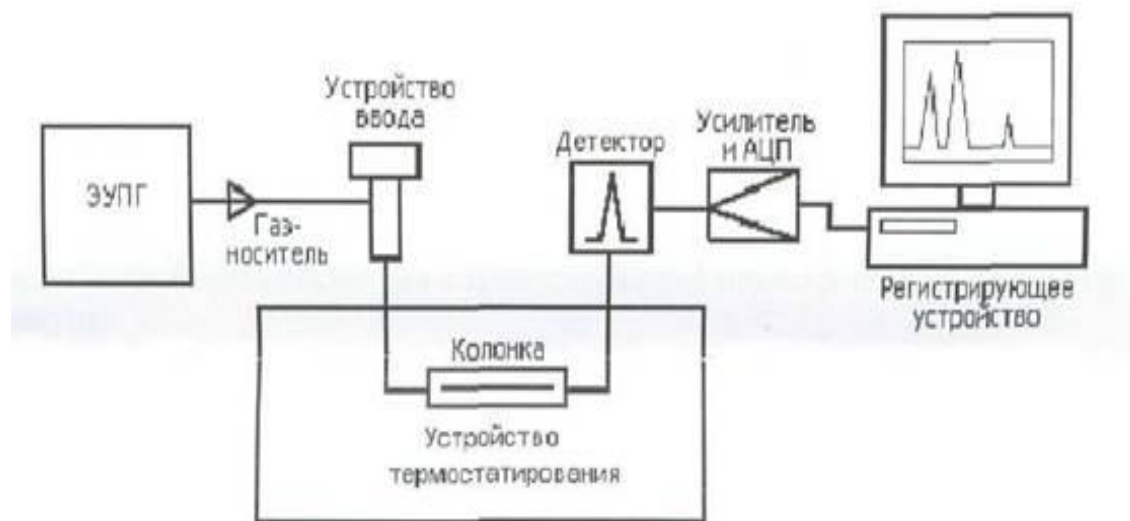 Устройство
ввода
ЭУПГ
Газ-
носитель
Детектор
Усилитель
и АЦП
Регистрирующее
устройство
Колонка
Устройство
термостатирования